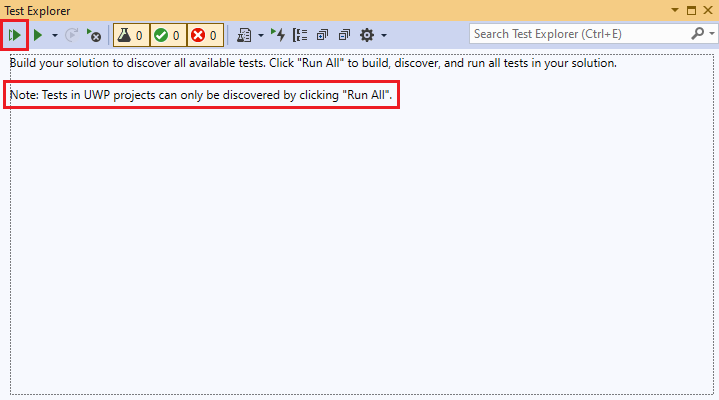 Test Explorer
0 0 0 Search Test Explorer (Ctrl+E)
Build your solution to discover all available tests. Click "Run All" to build, discover, and run all tests in your solution.
Note: Tests in UWP projects can only be discovered by clicking "Run All".